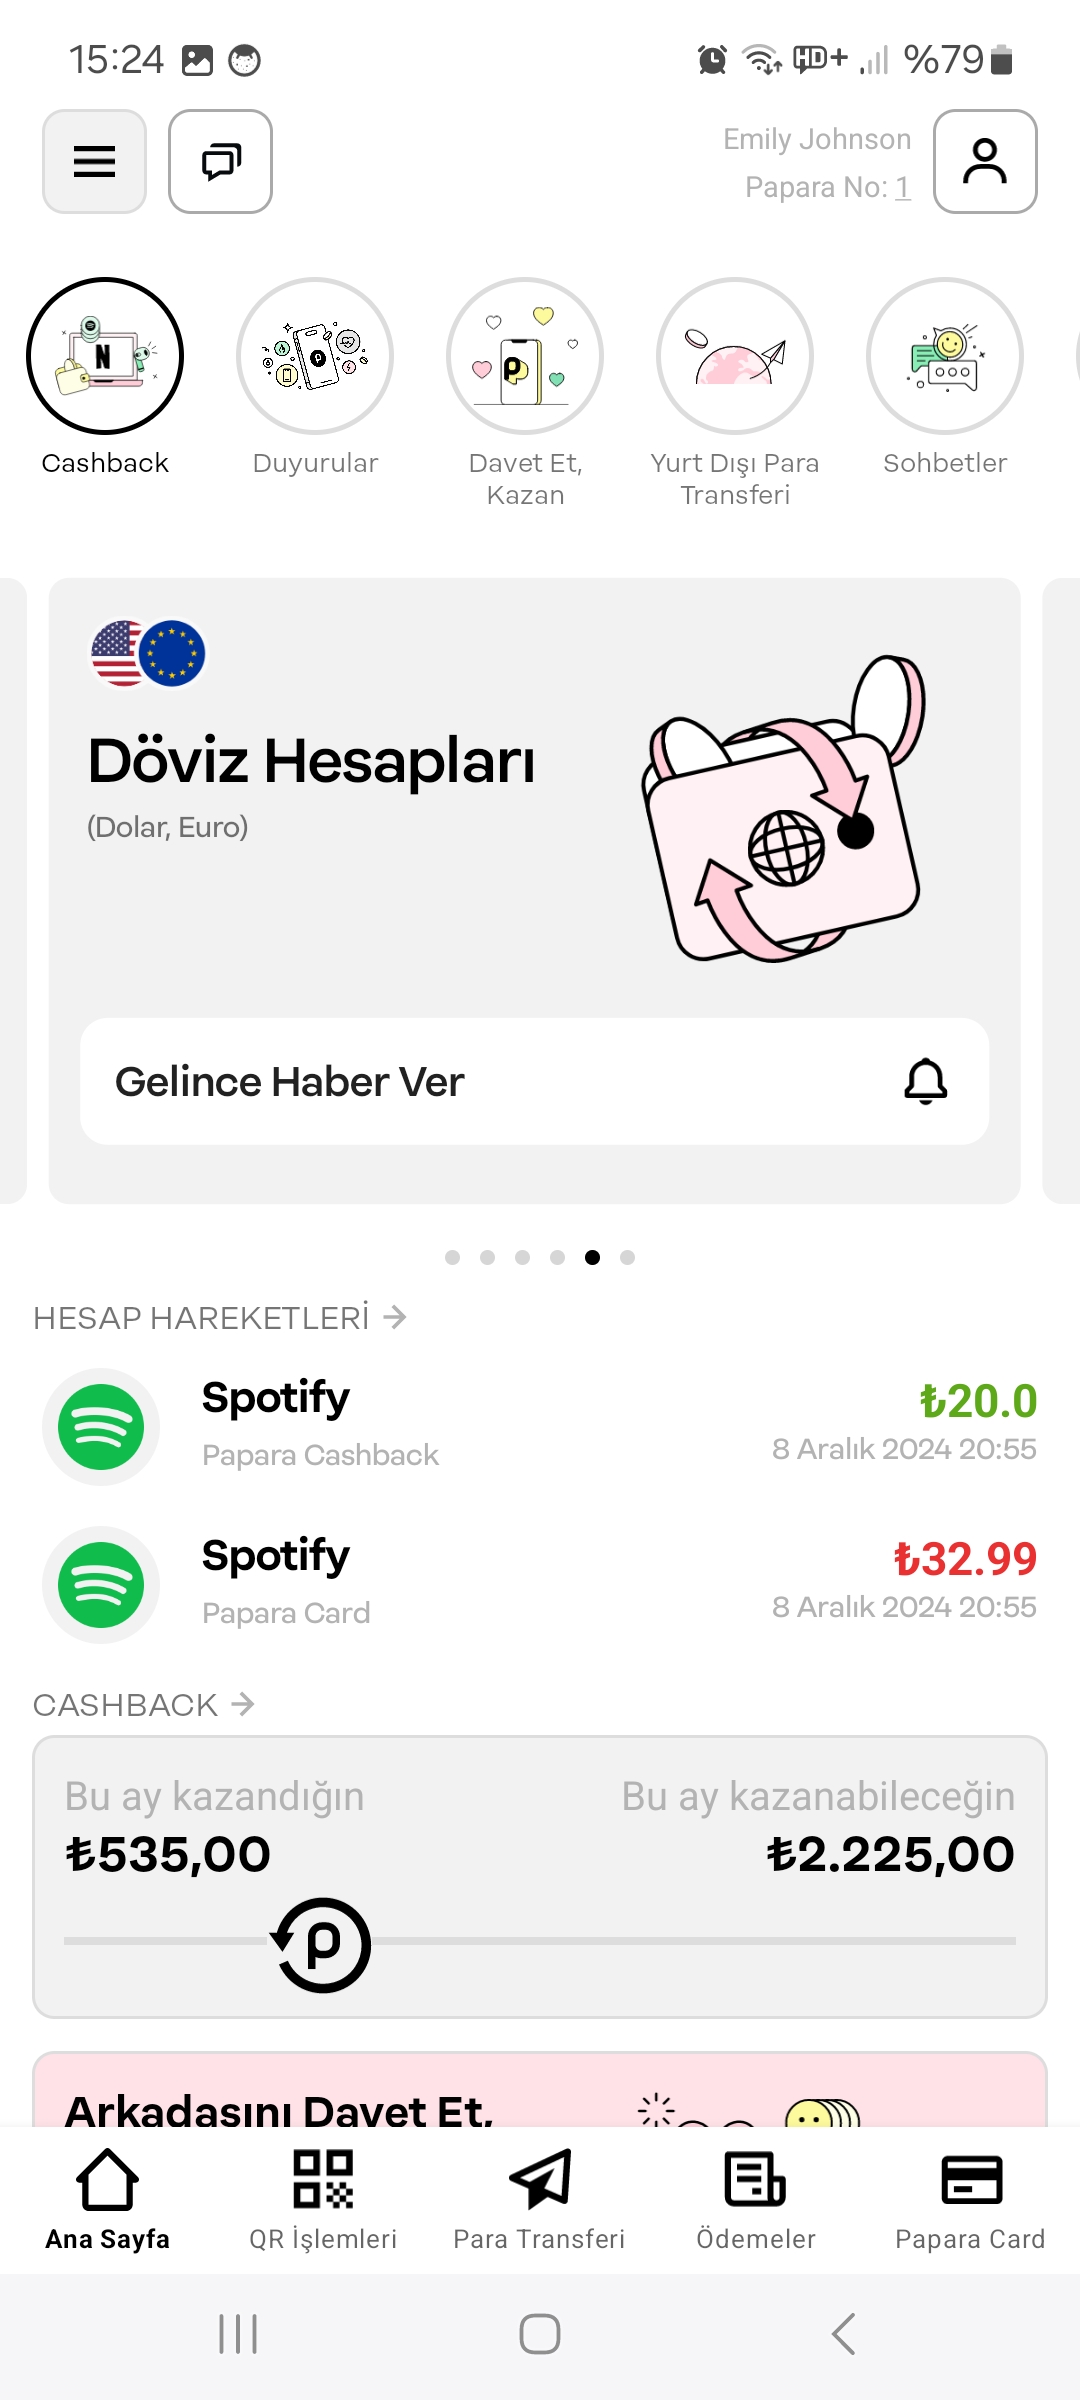 15:24
HD+
%79
Emily Johnson
Papara No: 1
N
Cashback
Duyurular
Davet Et,
Kazan
Yurt Dışı Para
Transferi
Sohbetler
Döviz Hesapları
(Dolar, Euro)
Gelince Haber Ver
HESAP HAREKETLERİ
Spotify
₺20.0
Papara Cashback
8 Aralık 2024 20:55
Spotify
₺32.99
Papara Card
8 Aralık 2024 20:55
CASHBACK
Bu ay kazandığın
Bu ay kazanabileceğin
₺535,00
₺2.225,00
Arkadaşını Davet Et,
Ana Sayfa
QR İşlemleri
Para Transferi
Ödemeler
Papara Card